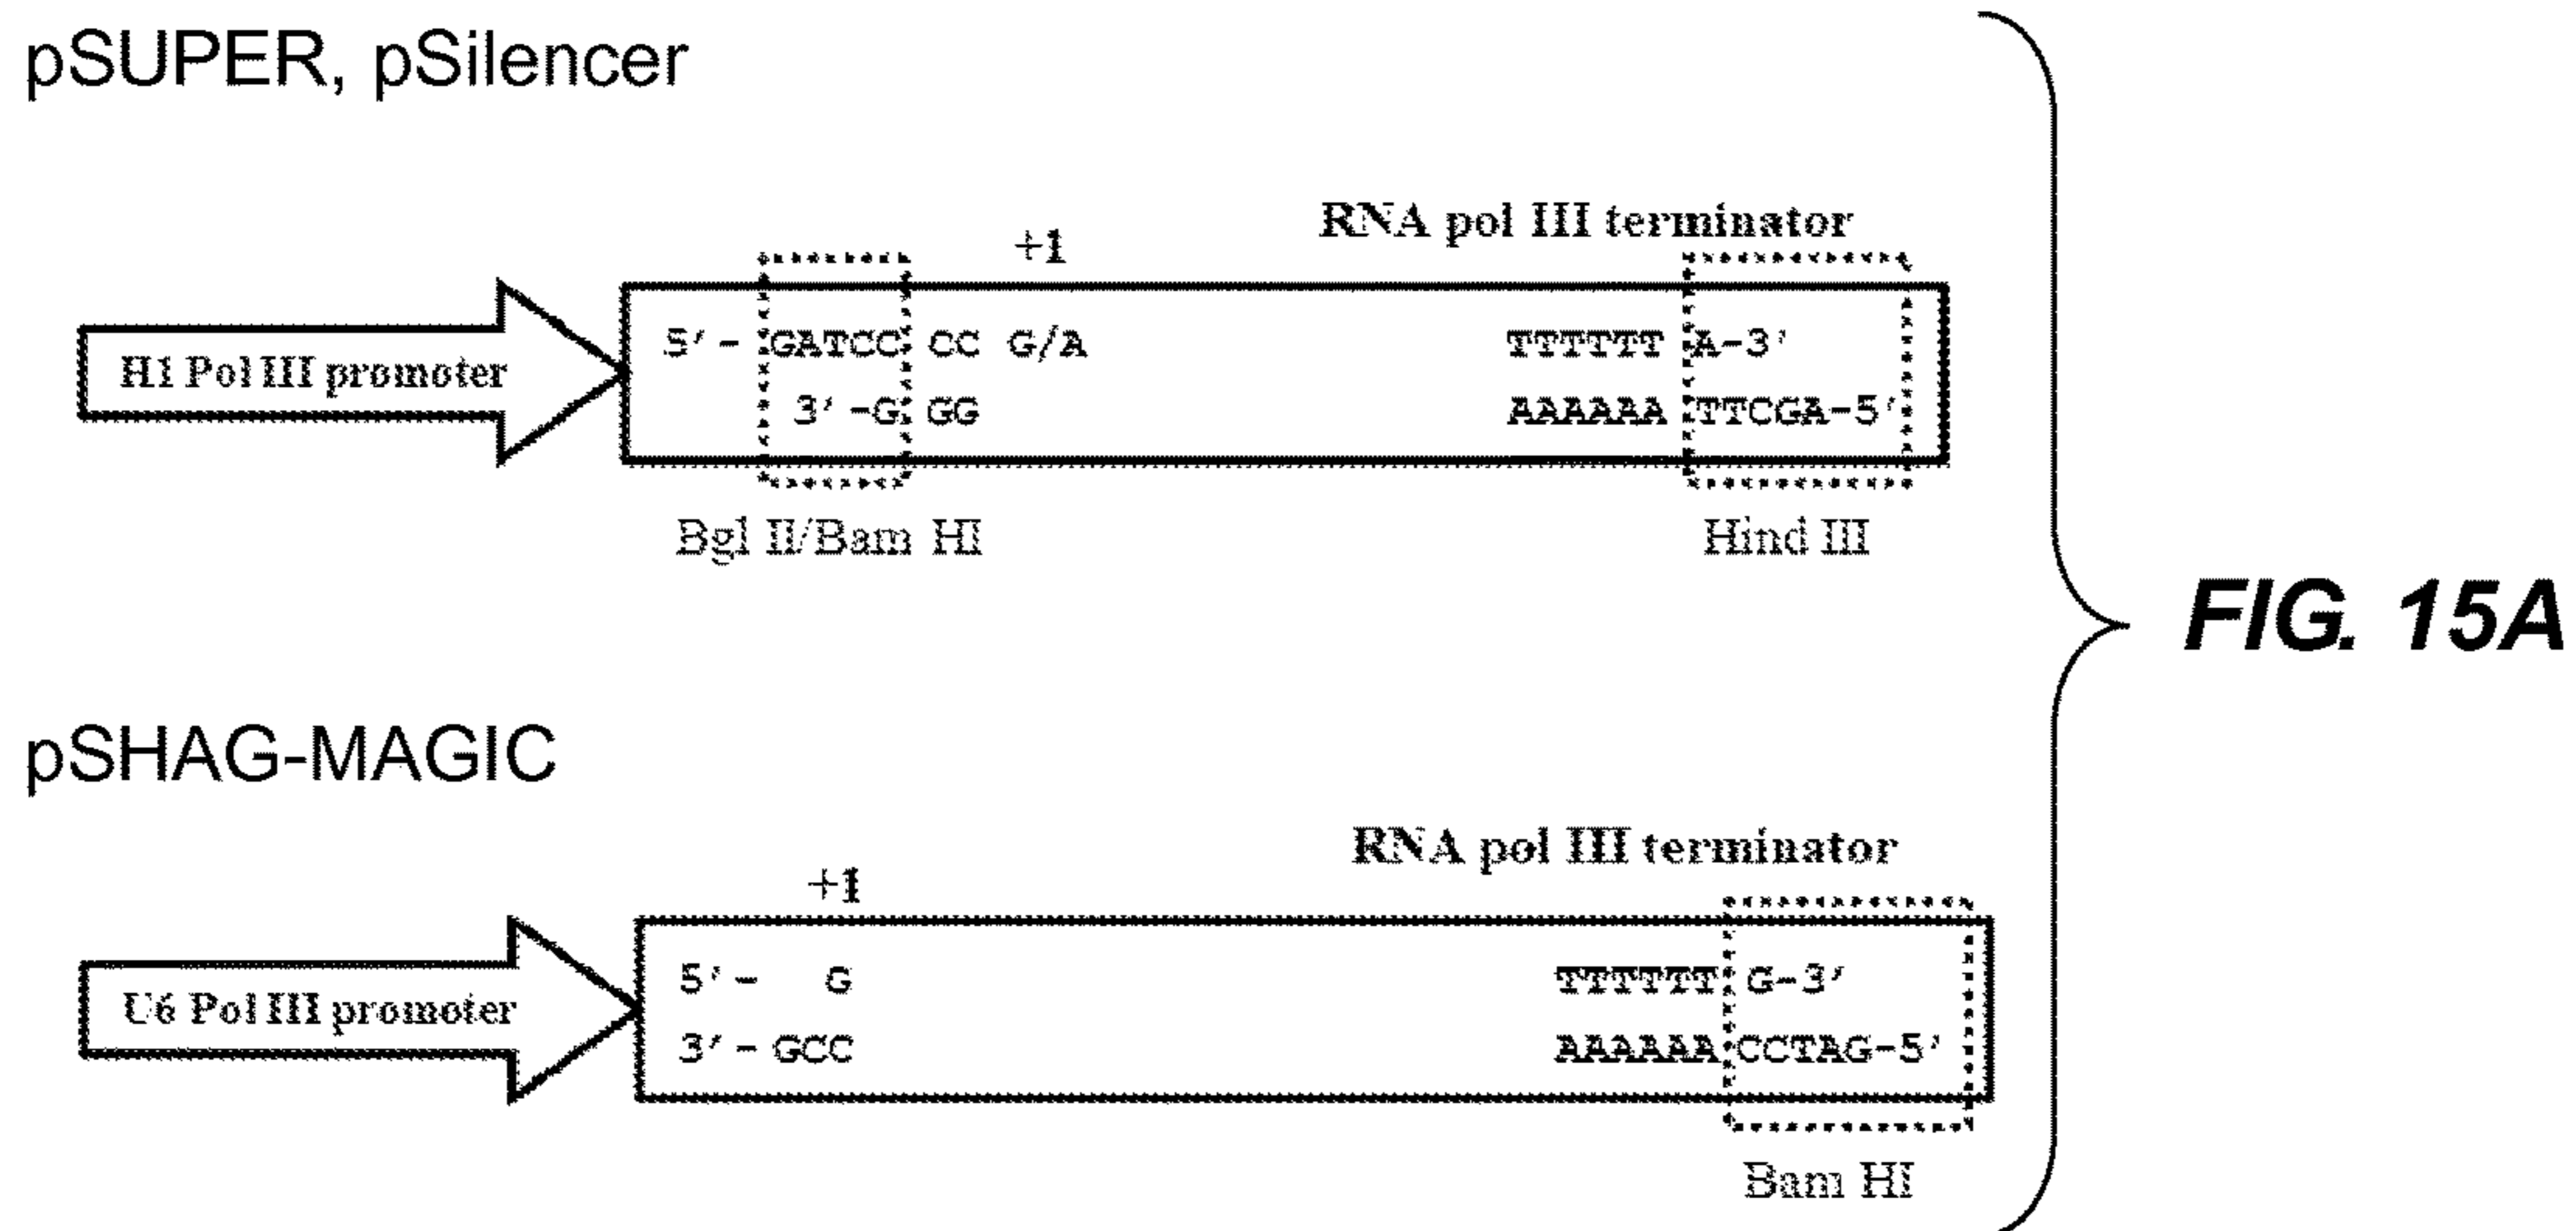 pSUPER, pSilencer
+1
RNA pol III terminator
H1 Pol III promoter
5'- GATCC CC G/A TTTTTT A-3'
3'-G GG AAAAAA TTCGA-5'
Bgl II/Bam HI
Hind III
FIG. 15A
pSHAG-MAGIC
+1
RNA pol III terminator
U6 Pol III promoter
5'- G TTTTTT G-3'
3'- GCC AAAAAA CCTAG-5'
Bam HI